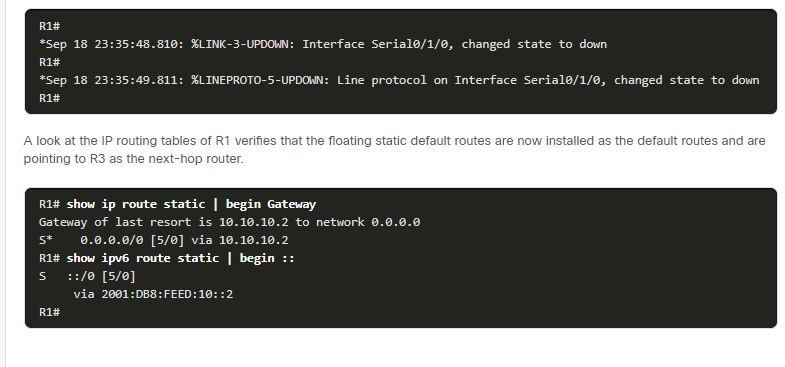 R1#
*Sep 18 23:35:48.810: %LINK-3-UPDOWN: Interface Serial0/1/0, changed state to down
R1#
*Sep 18 23:35:49.811: %LINEPROTO-5-UPDOWN: Line protocol on Interface Serial0/1/0, changed state to down
R1#
A look at the IP routing tables of R1 verifies that the floating static default routes are now installed as the default routes and are
pointing to R3 as the next-hop router.
R1# show ip route static | begin Gateway
Gateway of last resort is 10.10.10.2 to network 0.0.0.0
S*    0.0.0.0/0 [5/0] via 10.10.10.2
R1# show ipv6 route static | begin ::
S   ::/0 [5/0]
     via 2001:DB8:FEED:10::2
R1#